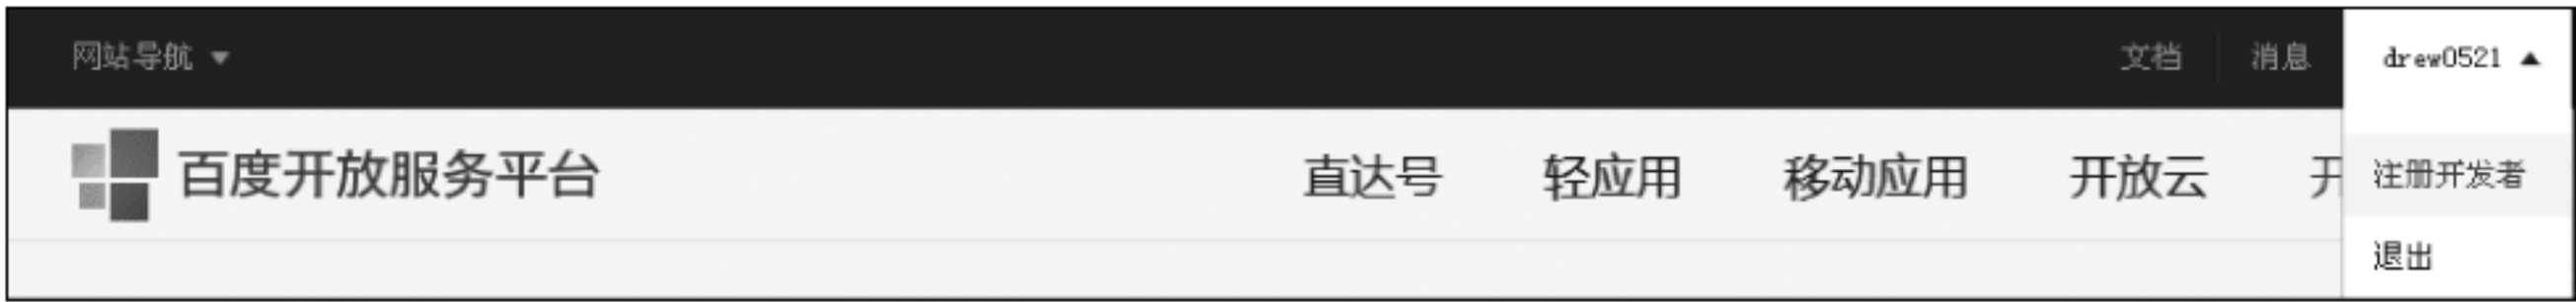 网站导航 文档 消息 drew0521
百度开放服务平台 直达号 轻应用 移动应用 开放云 开 注册开发者
退出